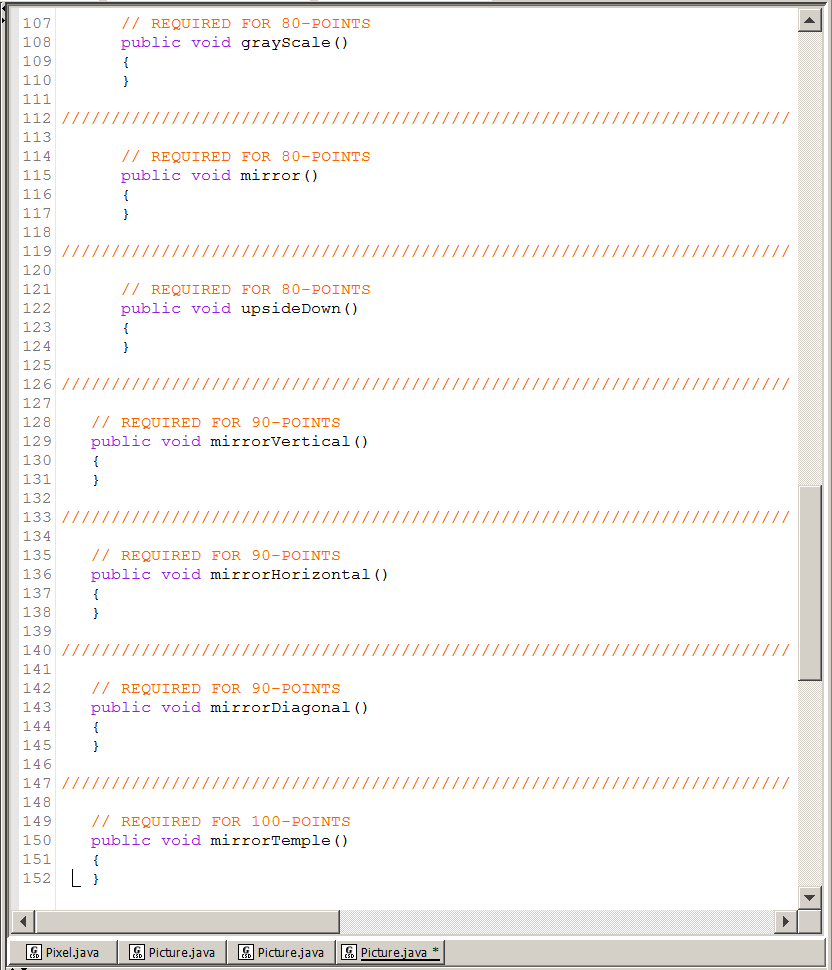 107 // REQUIRED FOR 80-POINTS
108 public void grayScale()
109 {
110 }
111
112 /////////////////////////////////////////////////////////////////////////
113
114 // REQUIRED FOR 80-POINTS
115 public void mirror()
116 {
117 }
118
119 /////////////////////////////////////////////////////////////////////////
120
121 // REQUIRED FOR 80-POINTS
122 public void upsideDown()
123 {
124 }
125
126 /////////////////////////////////////////////////////////////////////////
127
128 // REQUIRED FOR 90-POINTS
129 public void mirrorVertical()
130 {
131 }
132
133 /////////////////////////////////////////////////////////////////////////
134
135 // REQUIRED FOR 90-POINTS
136 public void mirrorHorizontal()
137 {
138 }
139
140 /////////////////////////////////////////////////////////////////////////
141
142 // REQUIRED FOR 90-POINTS
143 public void mirrorDiagonal()
144 {
145 }
146
147 /////////////////////////////////////////////////////////////////////////
148
149 // REQUIRED FOR 100-POINTS
150 public void mirrorTemple()
151 {
152 }
G CSD Pixel.java G CSD Picture.java G CSD Picture.java G CSD Picture.java *